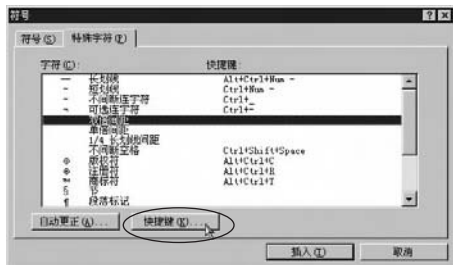 符号
符号(S) 特殊字符(P)
字符(C): 快捷键:
— 长划线 Alt+Ctrl+Num -
- 短划线 Ctrl+Num -
- 不间断连字符 Ctrl+_
¬ 可选连字符 Ctrl+-
双倍间距
单倍间距
1/4 长划线间距
不间断空格 Ctrl+Shift+Space
© 版权符 Alt+Ctrl+C
® 注册符 Alt+Ctrl+R
™ 商标符 Alt+Ctrl+T
§ 节
¶ 段落标记
自动更正(A)... 快捷键(K)...
插入(I) 取消